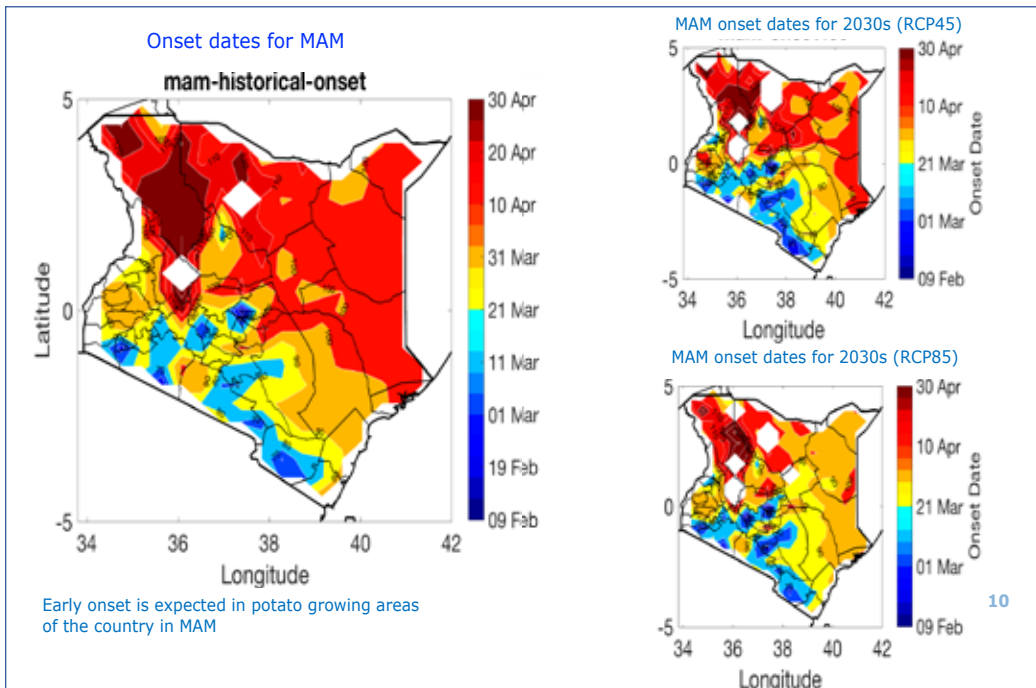 Onset dates for MAM
mam-historical-onset
5
0
-5
Latitude
34 36 38 40 42
Longitude
30 Apr
20 Apr
10 Apr
31 Mar
21 Mar
11 Mar
01 Mar
19 Feb
09 Feb
Early onset is expected in potato growing areas
of the country in MAM
MAM onset dates for 2030s (RCP45)
5
0
-5
34 36 38 40 42
Longitude
30 Apr
10 Apr
21 Mar
01 Mar
09 Feb
Onset Date
MAM onset dates for 2030s (RCP85)
5
0
-5
34 36 38 40 42
Longitude
30 Apr
10 Apr
21 Mar
01 Mar
09 Feb
Onset Date
10